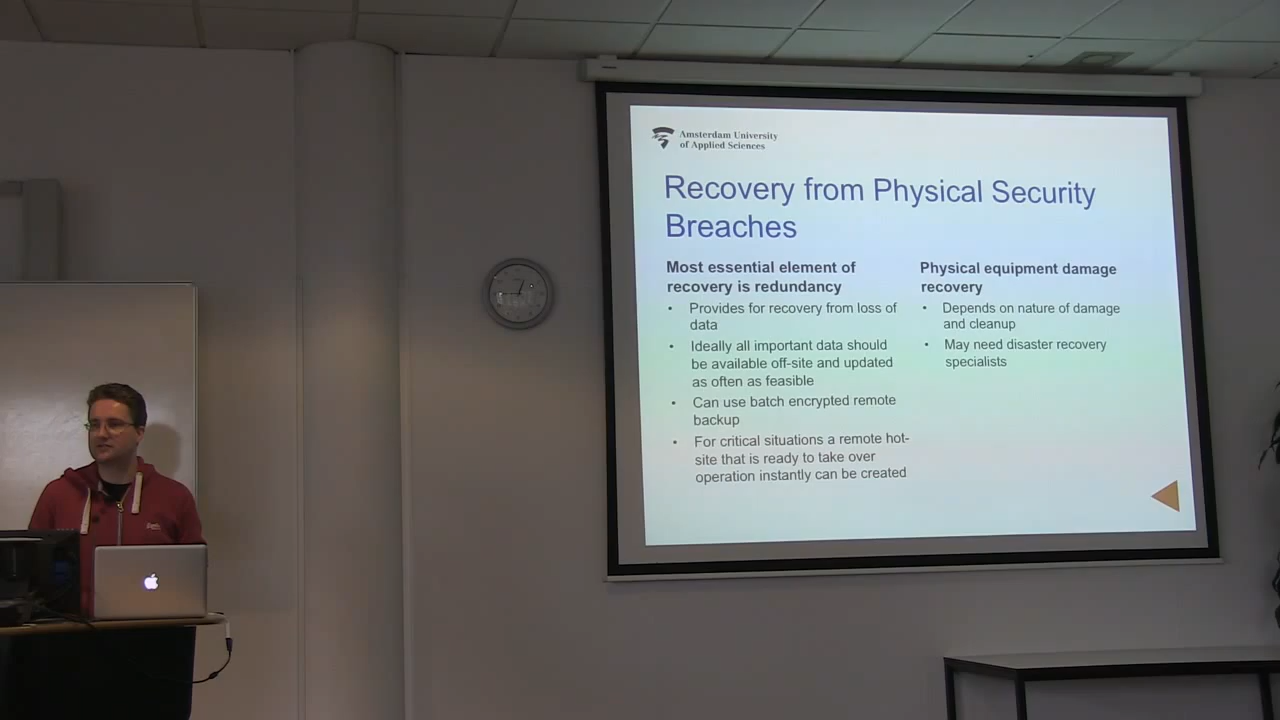 Amsterdam University
of Applied Sciences
Recovery from Physical Security
Breaches
Most essential element of
recovery is redundancy
• Provides for recovery from loss of
data
• Ideally all important data should
be available off-site and updated
as often as feasible
• Can use batch encrypted remote
backup
• For critical situations a remote hot-
site that is ready to take over
operation instantly can be created
Physical equipment damage
recovery
• Depends on nature of damage
and cleanup
• May need disaster recovery
specialists